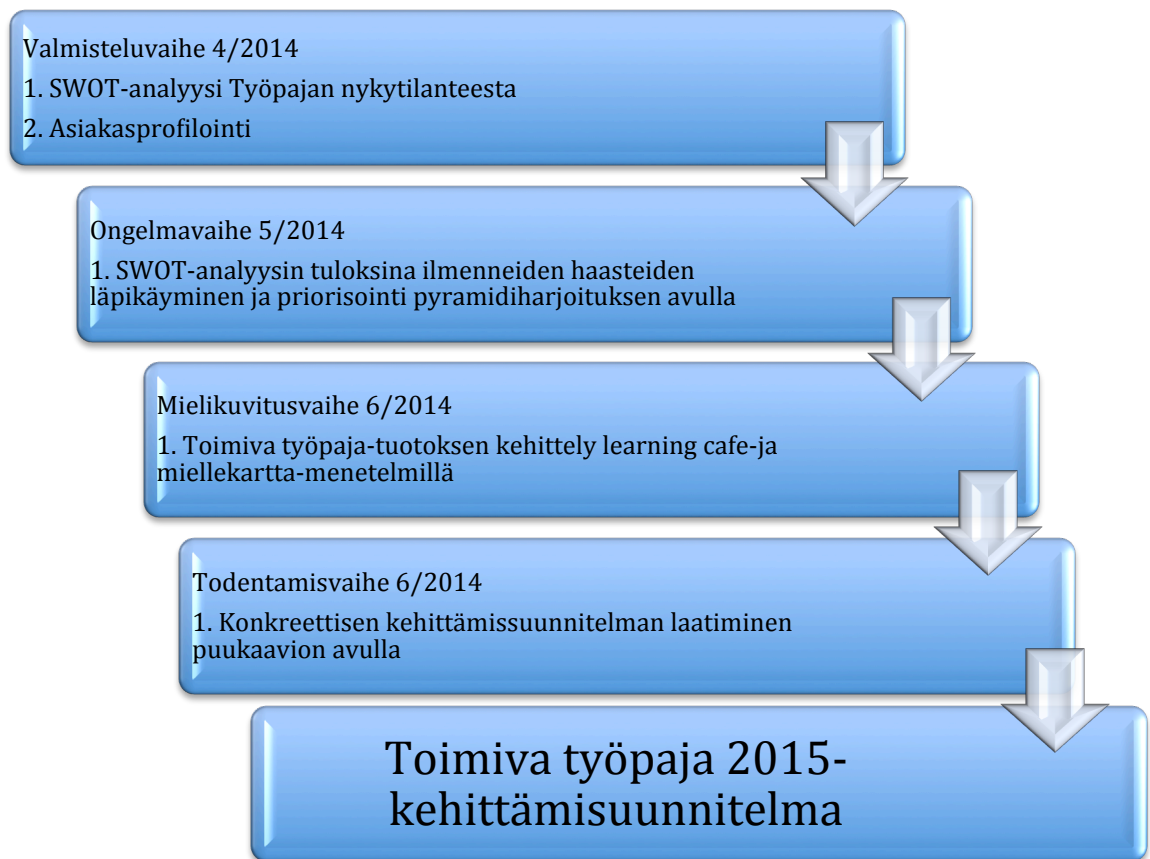 Valmisteluvaihe 4/2014
1. SWOT-analyysi Työpajan nykytilanteesta
2. Asiakasprofilointi
Ongelmavaihe 5/2014
1. SWOT-analyysin tuloksina ilmenneiden haasteiden
läpikäyminen ja priorisointi pyramidiharjoituksen avulla
Mielikuvitusvaihe 6/2014
1. Toimiva työpaja-tuotoksen kehittely learning cafe-ja
miellekartta-menetelmillä
Todentamisvaihe 6/2014
1. Konkreettisen kehittämissuunnitelman laatiminen
puukaavion avulla
Toimiva työpaja 2015-
kehittämisuunnitelma